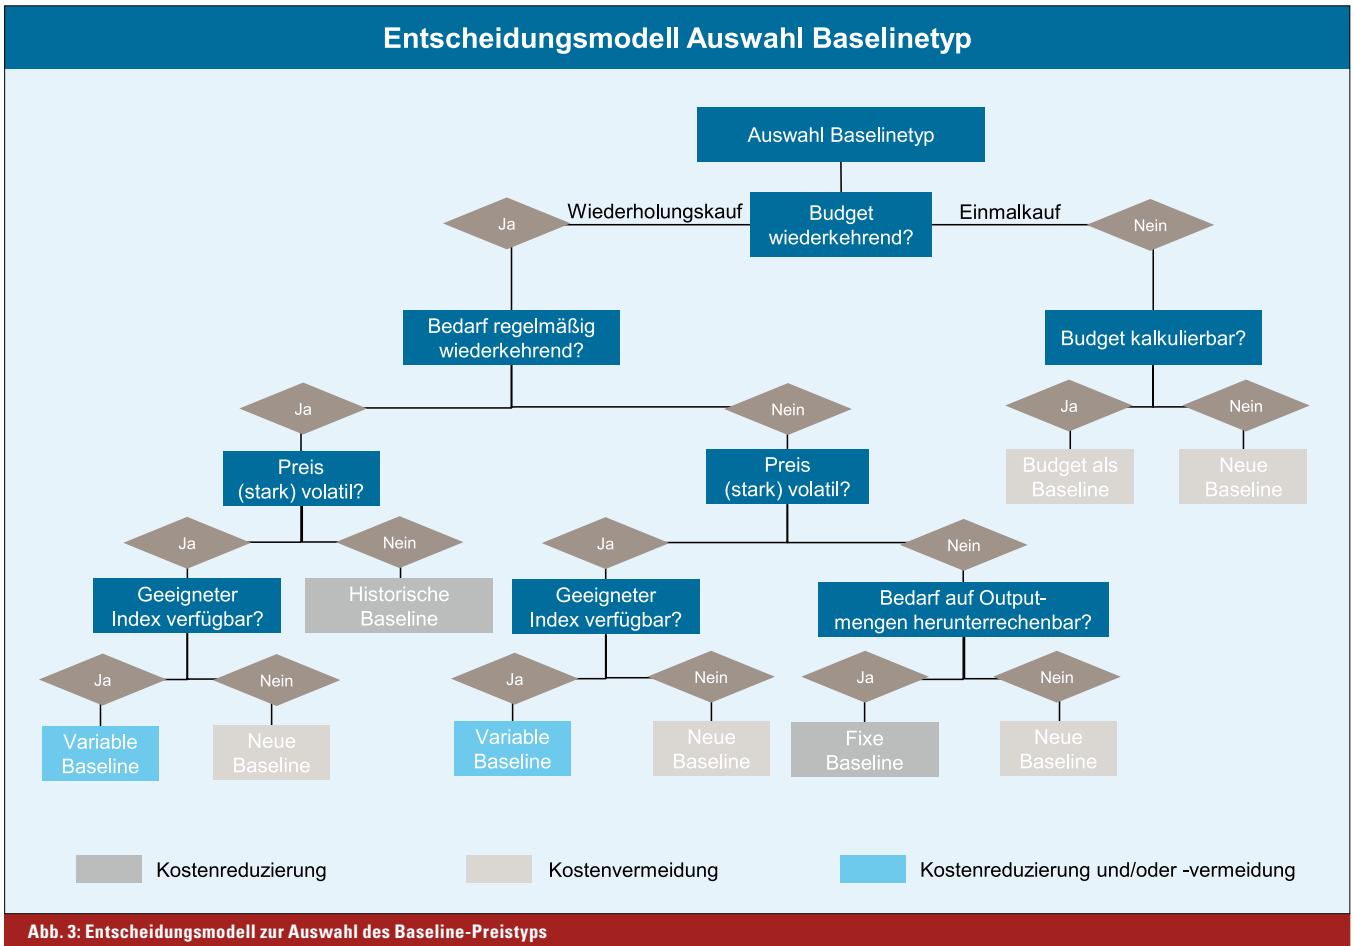 Entscheidungsmodell Auswahl Baselinetyp
Auswahl Baselinetyp
Wiederholungskauf
Budget
wiederkehrend?
Einmalkauf
Ja
Nein
Bedarf regelmäßig
wiederkehrend?
Budget kalkulierbar?
Ja
Nein
Ja
Nein
Preis
(stark) volatil?
Preis
(stark) volatil?
Budget als
Baseline
Neue
Baseline
Ja
Nein
Ja
Nein
Geeigneter
Index verfügbar?
Historische
Baseline
Geeigneter
Index verfügbar?
Bedarf auf Output-
mengen herunterrechenbar?
Ja
Nein
Ja
Nein
Ja
Nein
Variable
Baseline
Neue
Baseline
Variable
Baseline
Neue
Baseline
Fixe
Baseline
Neue
Baseline
Kostenreduzierung
Kostenvermeidung
Kostenreduzierung und/oder -vermeidung
Abb. 3: Entscheidungsmodell zur Auswahl des Baseline-Preistyps